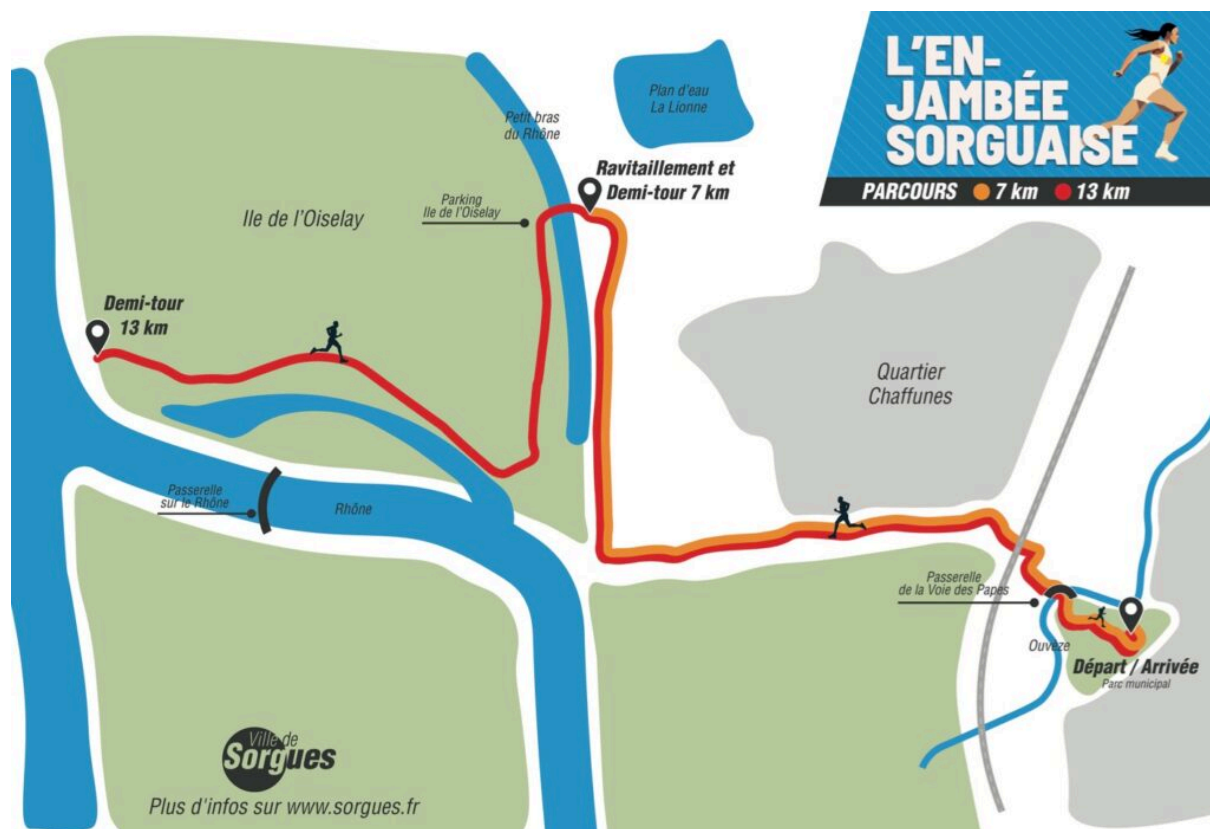 L'EN-
JAMBÉE
SORGUAISE
PARCOURS 7 km 13 km
Plan d'eau
La Lionne
Petit bras
du Rhône
Ravitaillement et
Demi-tour 7 km
Parking
Ile de l'Oiselay
Ile de l'Oiselay
Demi-tour
13 km
Quartier
Chaffunes
Passerelle
sur le Rhône
Rhône
Passerelle
de la Voie des Papes
Ouvèze
Départ / Arrivée
Parc municipal
Ville de
Sorgues
Plus d'infos sur www.sorgues.fr